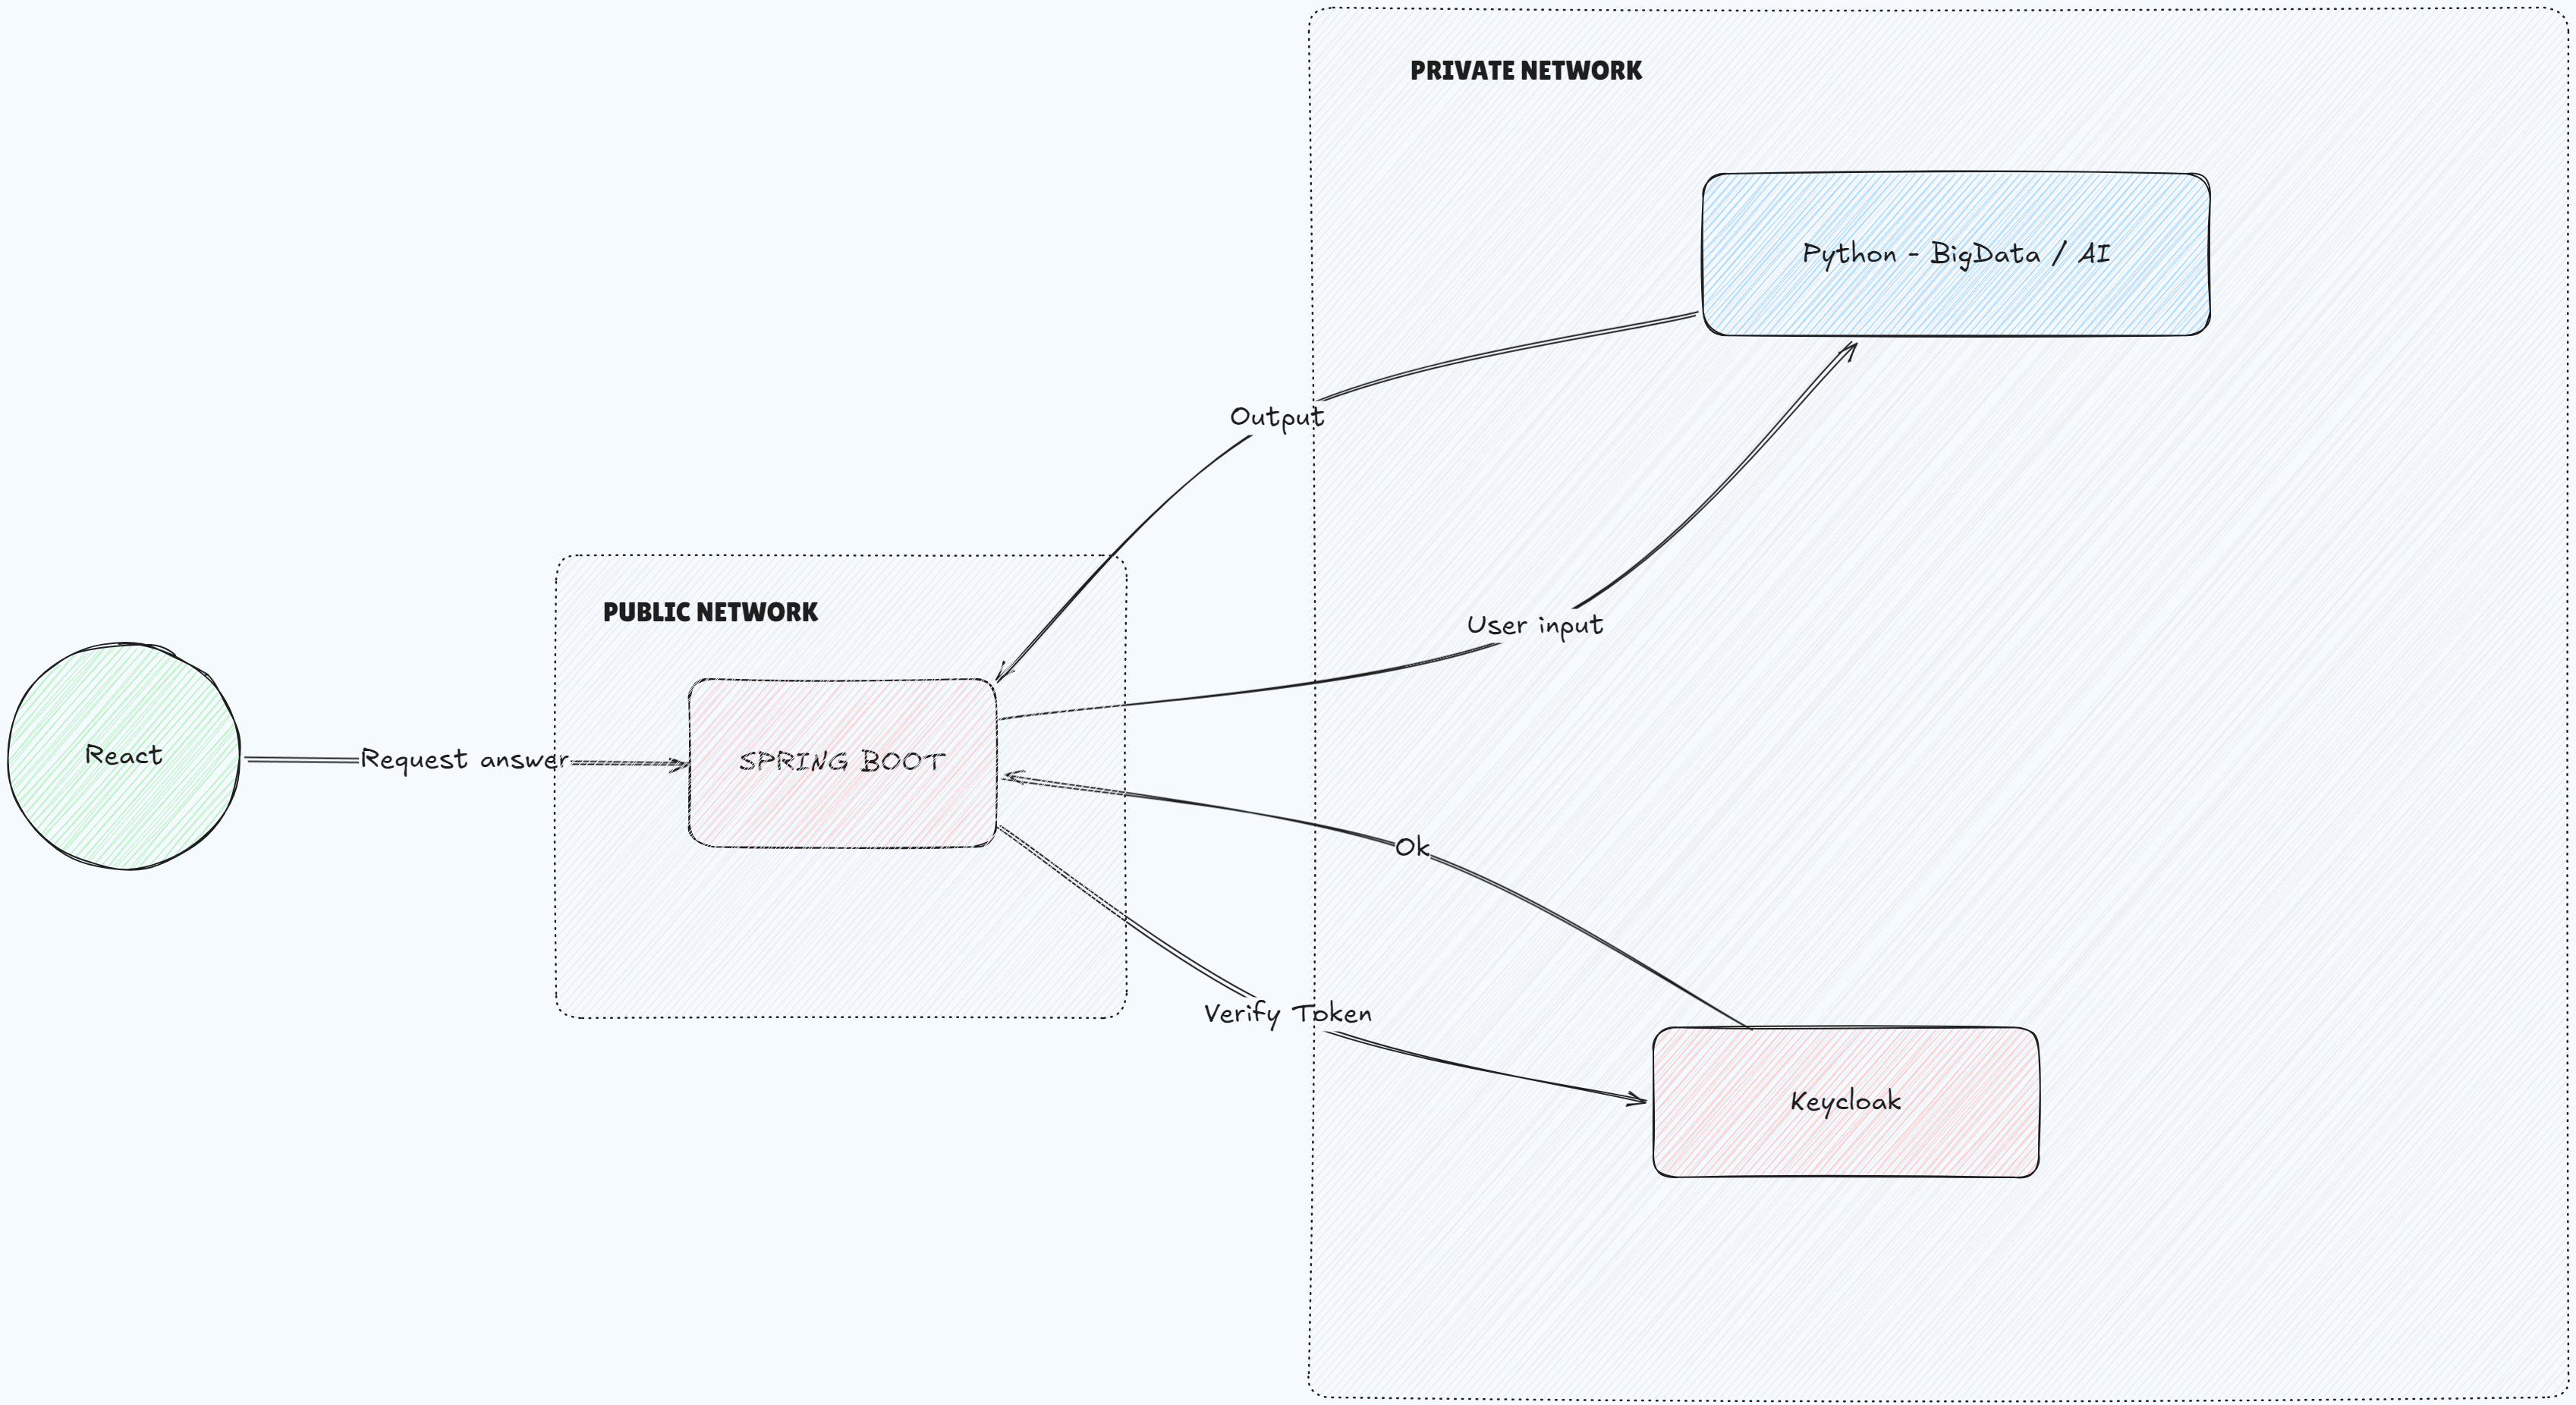 PRIVATE NETWORK
Python - BigData / AI
Output
PUBLIC NETWORK
User input
React
Request answer
SPRING BOOT
Ok
Verify Token
Keycloak